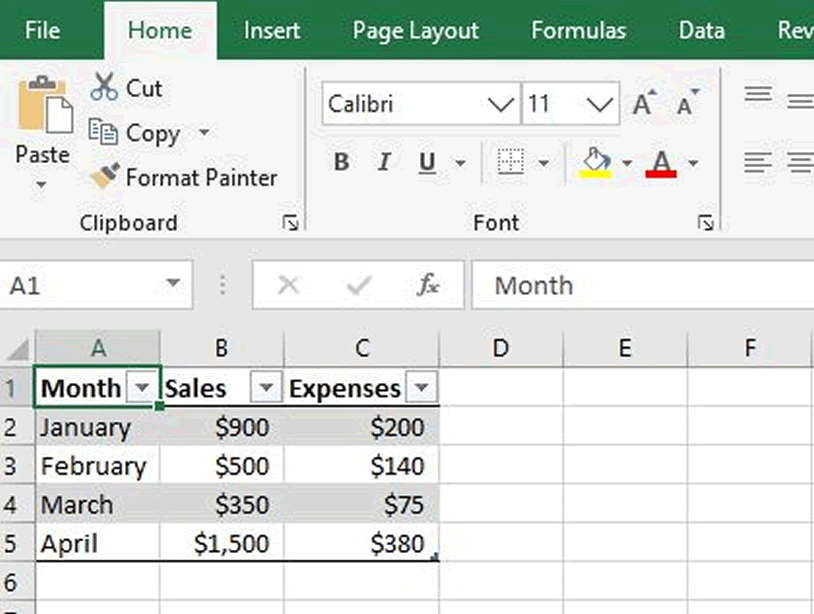 File Home Insert Page Layout Formulas Data Rev
Cut
Copy
Paste
Format Painter
Clipboard
Calibri 11 A A
B I U A
Font
A1 fx Month
A B C D E F
1 Month Sales Expenses
2 January $900 $200
3 February $500 $140
4 March $350 $75
5 April $1,500 $380
6